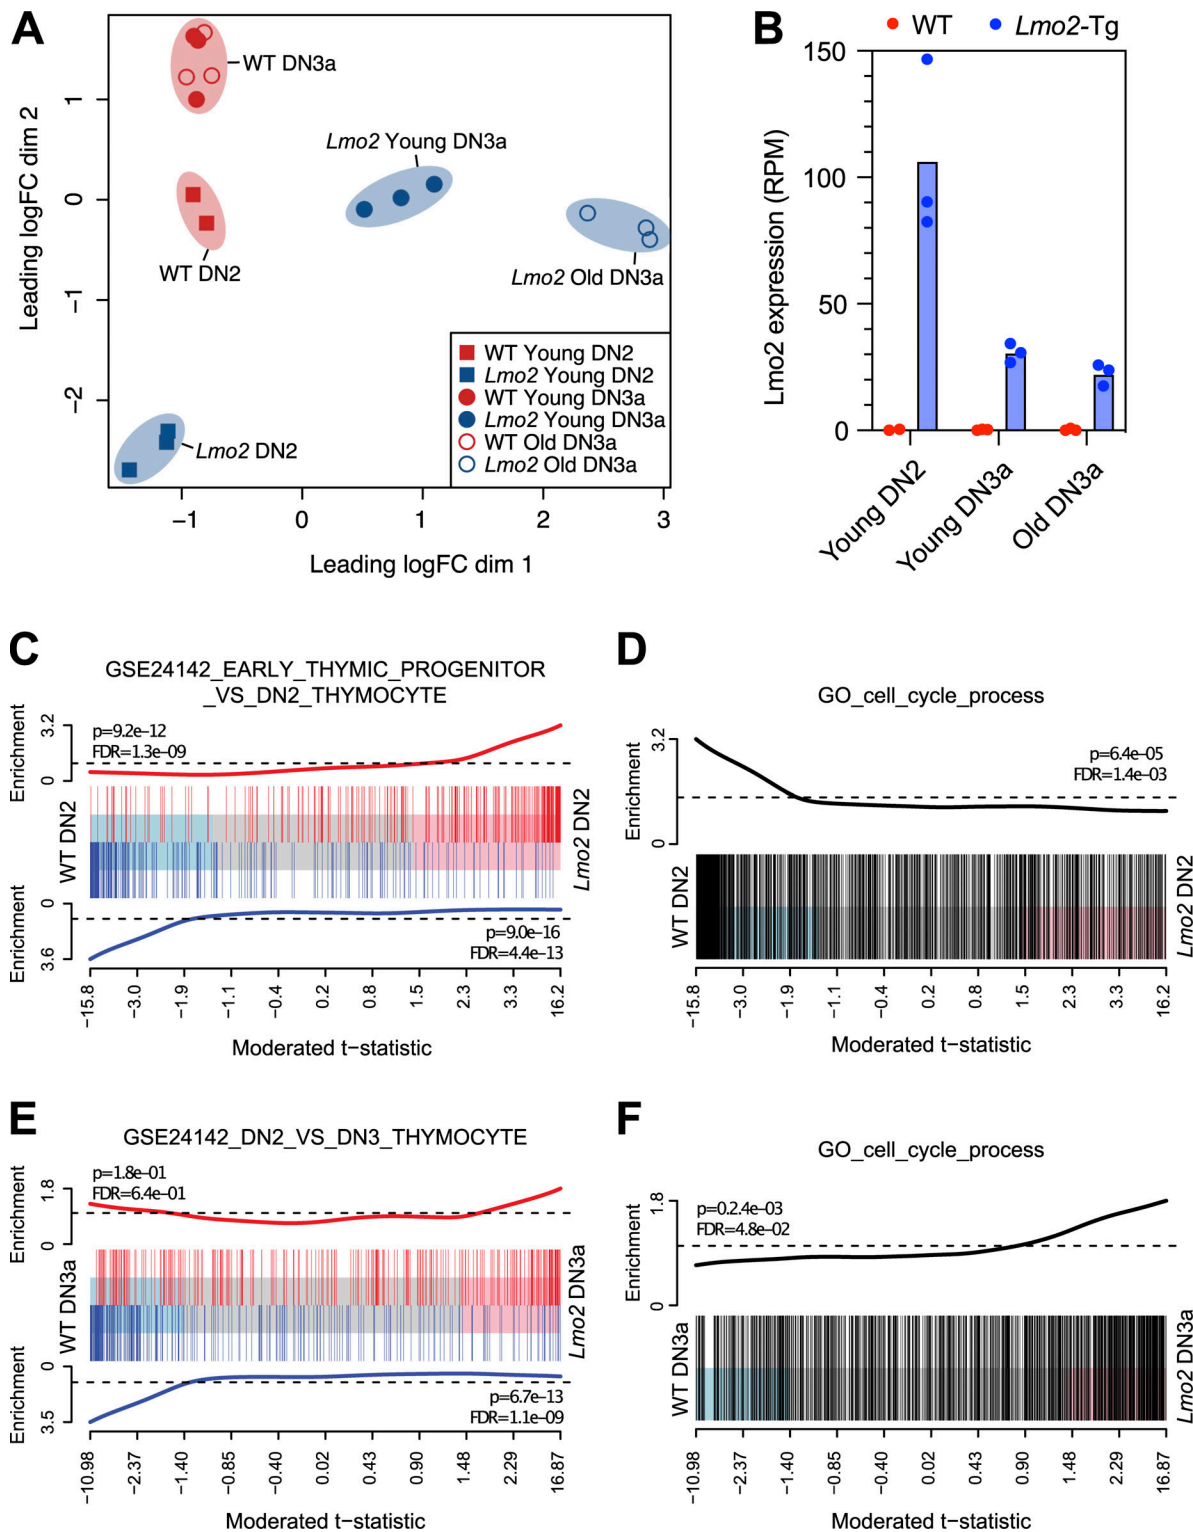 A
Leading logFC dim 2
1
0
−1
−2
WT DN3a
Lmo2 Young DN3a
WT DN2
Lmo2 Old DN3a
Lmo2 DN2
WT Young DN2
Lmo2 Young DN2
WT Young DN3a
Lmo2 Young DN3a
WT Old DN3a
Lmo2 Old DN3a
−1 0 1 2 3
Leading logFC dim 1
B
WT Lmo2-Tg
Lmo2 expression (RPM)
150
100
50
0
Young DN2
Young DN3a
Old DN3a
C
GSE24142_EARLY_THYMIC_PROGENITOR
_VS_DN2_THYMOCYTE
Enrichment
3.2
0
p=9.2e−12
FDR=1.3e−09
WT DN2
Lmo2 DN2
Enrichment
0
3.6
p=9.0e−16
FDR=4.4e−13
−15.8 −3.0 −1.9 −1.1 −0.4 0.2 0.8 1.5 2.3 3.3 16.2
Moderated t−statistic
D
GO_cell_cycle_process
Enrichment
3.2
0
p=6.4e−05
FDR=1.4e−03
WT DN2
Lmo2 DN2
−15.8 −3.0 −1.9 −1.1 −0.4 0.2 0.8 1.5 2.3 3.3 16.2
Moderated t−statistic
E
GSE24142_DN2_VS_DN3_THYMOCYTE
Enrichment
1.8
0
p=1.8e−01
FDR=6.4e−01
WT DN3a
Lmo2 DN3a
Enrichment
0
3.5
p=6.7e−13
FDR=1.1e−09
−10.98 −2.37 −1.40 −0.85 −0.40 0.02 0.43 0.90 1.48 2.29 16.87
Moderated t−statistic
F
GO_cell_cycle_process
Enrichment
1.8
0
p=0.2.4e−03
FDR=4.8e−02
WT DN3a
Lmo2 DN3a
−10.98 −2.37 −1.40 −0.85 −0.40 0.02 0.43 0.90 1.48 2.29 16.87
Moderated t−statistic